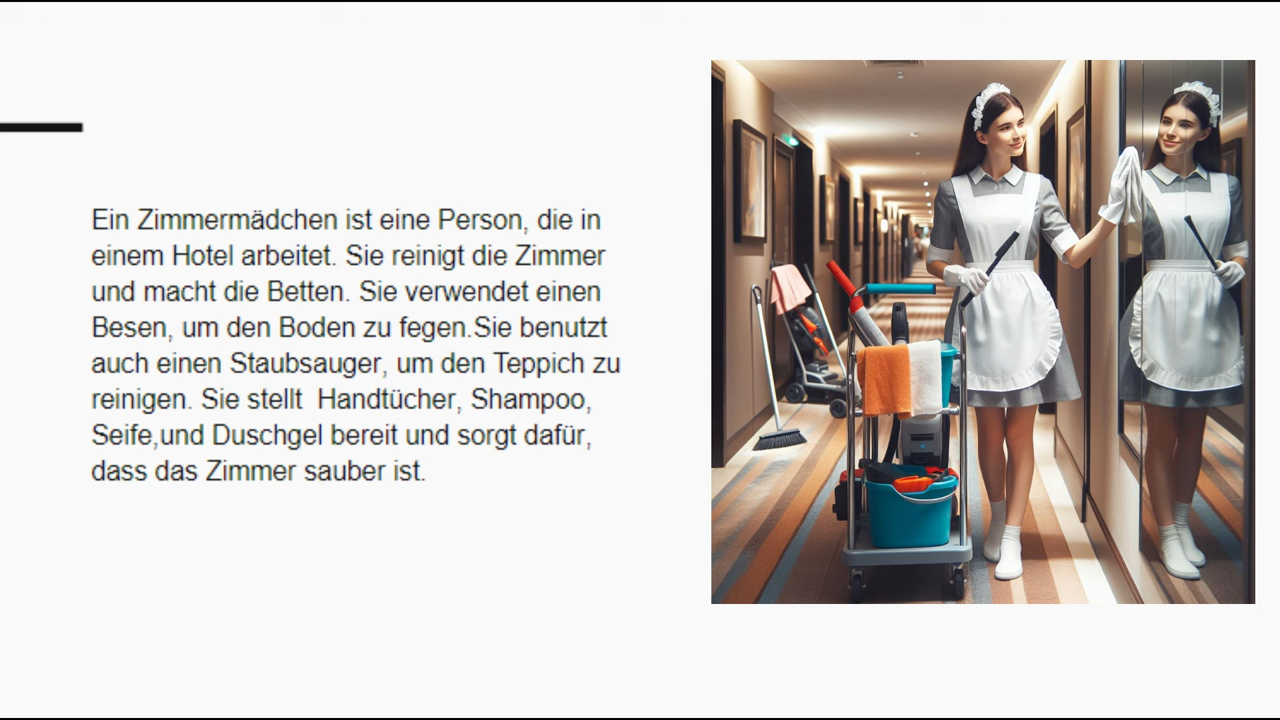 Ein Zimmermädchen ist eine Person, die in
einem Hotel arbeitet. Sie reinigt die Zimmer
und macht die Betten. Sie verwendet einen
Besen, um den Boden zu fegen.Sie benutzt
auch einen Staubsauger, um den Teppich zu
reinigen. Sie stellt  Handtücher, Shampoo,
Seife,und Duschgel bereit und sorgt dafür,
dass das Zimmer sauber ist.